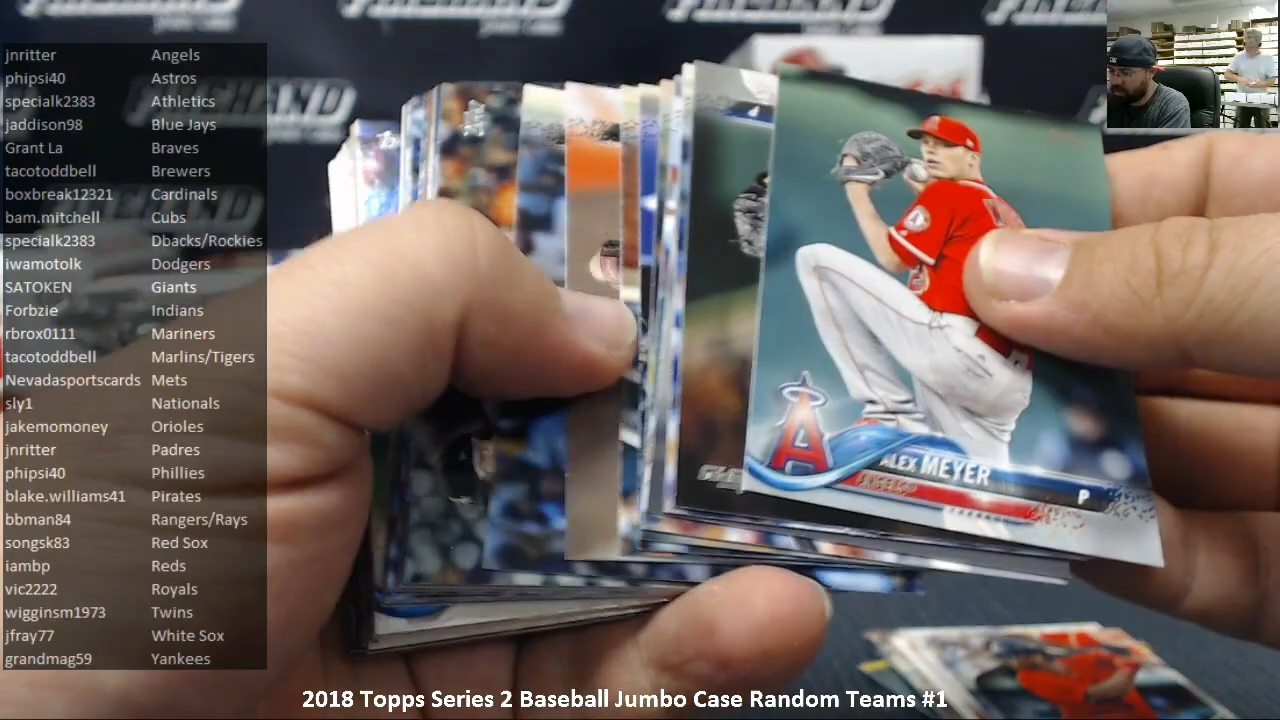 jnritter Angels
phipsi40 Astros
specialk2383 Athletics
jaddison98 Blue Jays
Grant La Braves
tacotoddbell Brewers
boxbreak12321 Cardinals
bam.mitchell Cubs
specialk2383 Dbacks/Rockies
iwamotolk Dodgers
SATOKEN Giants
Forbzie Indians
rbrox0111 Mariners
tacotoddbell Marlins/Tigers
Nevadasportscards Mets
sly1 Nationals
jakemomoney Orioles
jnritter Padres
phipsi40 Phillies
blake.williams41 Pirates
bbman84 Rangers/Rays
songsk83 Red Sox
iambp Reds
vic2222 Royals
wigginsm1973 Twins
jfray77 White Sox
grandmag59 Yankees
A
ALEX MEYER
P
ANGELS
2018 Topps Series 2 Baseball Jumbo Case Random Teams #1